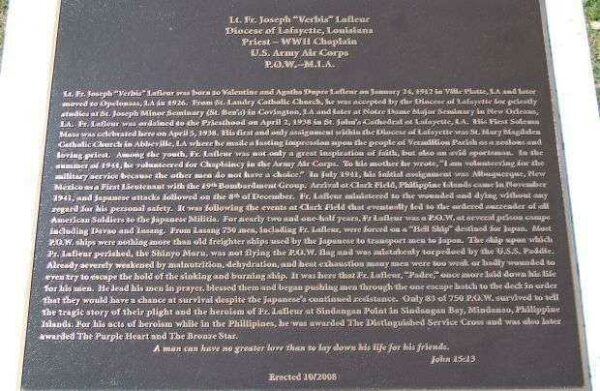 Lt. Fr. Joseph "Verbis" Lafleur
Diocese of Lafayette, Louisiana
Priest – WWII Chaplain
U.S. Army Air Corps
P.O.W.–M.I.A.
Lt. Fr. Joseph "Verbis" Lafleur was born to Valentine and Agatha Dupre Lafleur on January 24, 1912 in Ville Platte, LA and later
moved to Opelousas, LA in 1926. From St. Landry Catholic Church, he was accepted by the Diocese of Lafayette for priestly
studies at St. Joseph Minor Seminary (St. Ben's) in Covington, LA and later at Notre Dame Major Seminary in New Orleans,
LA. Fr. Lafleur was ordained to the Priesthood on April 2, 1938 in St. John's Cathedral of Lafayette, LA. His First Solemn
Mass was celebrated here on April 5, 1938. His first and only assignment within the Diocese of Lafayette was St. Mary Magdalen
Catholic Church in Abbeville, LA where he made a lasting impression upon the people of Vermilion Parish as a zealous and
loving priest. Among the youth, Fr. Lafleur was not only a great inspiration of faith, but also an avid sportsman. In the
summer of 1941, he volunteered for Chaplaincy in the Army Air Corps. To his mother he wrote, "I am volunteering for the
military service because the other men do not have a choice." In July 1941, his initial assignment was Albuquerque, New
Mexico as a First Lieutenant with the 19th Bombardment Group. Arrival at Clark Field, Philippine Islands came in November
1941, and Japanese attacks followed on the 8th of December. Fr. Lafleur ministered to the wounded and dying without any
regard for his personal safety. It was following the events at Clark Field that eventually led to the ordered surrender of all
American Soldiers to the Japanese Militia. For nearly two and one-half years, Fr Lafleur was a P.O.W. at several prison camps
including Davao and Lasang. From Lasang 750 men, including Fr. Lafleur, were forced on a "Hell Ship" destined for Japan. Most
P.O.W. ships were nothing more than old freighter ships used by the Japanese to transport men to Japan. The ship upon which
Fr. Lafleur perished, the Shinyo Maru, was not flying the P.O.W. flag and was mistakenly torpedoed by the U.S.S. Paddle.
Already severely weakened by malnutrition, dehydration, and heat exhaustion many men were too weak or badly wounded to
even try to escape the hold of the sinking and burning ship. It was here that Fr. Lafleur, "Padre," once more laid down his life
for his men. He lead his men in prayer, blessed them and began pushing men through the one escape hatch to the deck in order
that they would have a chance at survival despite the Japanese's continued resistance. Only 83 of 750 P.O.W. survived to tell
the tragic story of their plight and the heroism of Fr. Lafleur at Sindangan Point in Sindangan Bay, Mindanao, Philippine
Islands. For his acts of heroism while in the Phillipines, he was awarded The Distinguished Service Cross and was also later
awarded The Purple Heart and The Bronze Star.
A man can have no greater love than to lay down his life for his friends.
John 15:13
Erected 10/2008